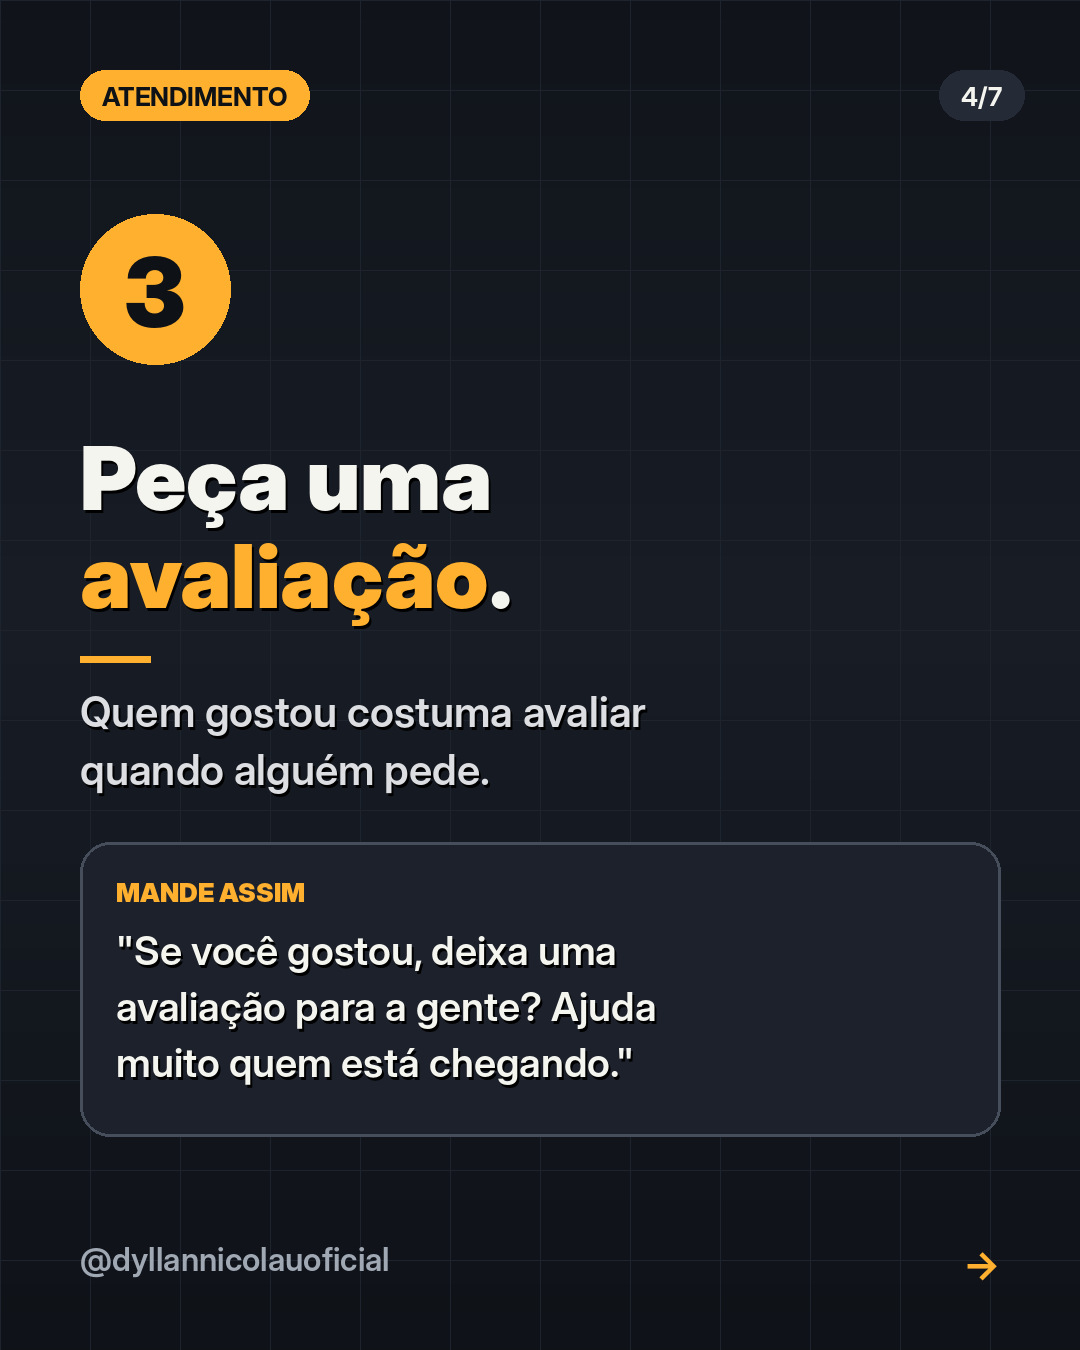 ATENDIMENTO
4/7
3
Peça uma
avaliação.
Quem gostou costuma avaliar
quando alguém pede.
MANDE ASSIM
"Se você gostou, deixa uma
avaliação para a gente? Ajuda
muito quem está chegando."
@dyllannicolauoficial
→